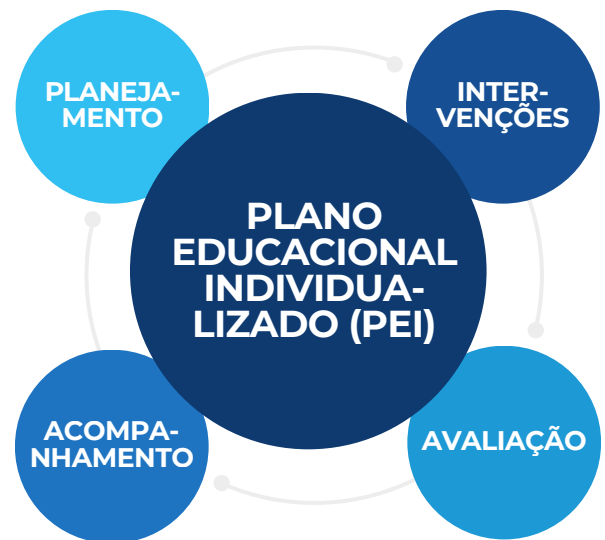 PLANEJA-
MENTO
INTER-
VENÇÕES
PLANO
EDUCACIONAL
INDIVIDUA-
LIZADO (PEI)
ACOMPA-
NHAMENTO
AVALIAÇÃO